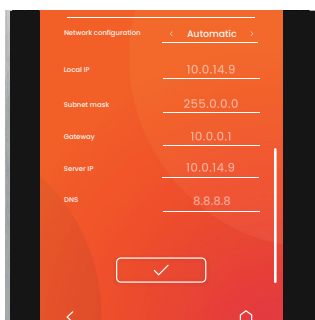 Network configuration < Automatic >
Local IP 10.0.14.9
Subnet mask 255.0.0.0
Gateway 10.0.0.1
Server IP 10.0.14.9
DNS 8.8.8.8